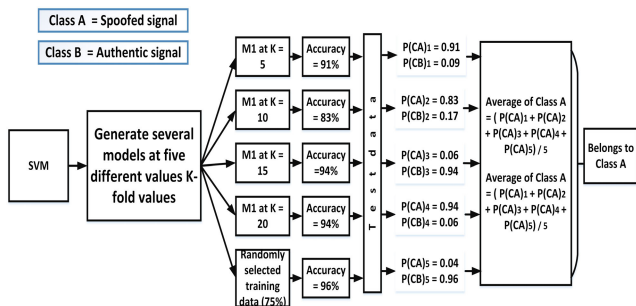 Class A = Spoofed signal
Class B = Authentic signal
SVM
Generate several
models at five
different values K-
fold values
M1 at K =
5
Accuracy
= 91%
M1 at K =
10
Accuracy
= 83%
M1 at K =
15
Accuracy
=94%
M1 at K =
20
Accuracy
= 94%
Randomly
selected
training
data (75%)
Accuracy
= 96%
Test data
P(CA)1 = 0.91
P(CB)1 = 0.09
P(CA)2 = 0.83
P(CB)2 = 0.17
P(CA)3 = 0.06
P(CB)3 = 0.94
P(CA)4 = 0.94
P(CB)4 = 0.06
P(CA)5 = 0.04
P(CB)5 = 0.96
Average of Class A
= ( P(CA)1 + P(CA)2
+ P(CA)3 + P(CA)4 +
P(CA)5) / 5
Average of Class A
= ( P(CA)1 + P(CA)2
+ P(CA)3 + P(CA)4 +
P(CA)5) / 5
Belongs to
Class A